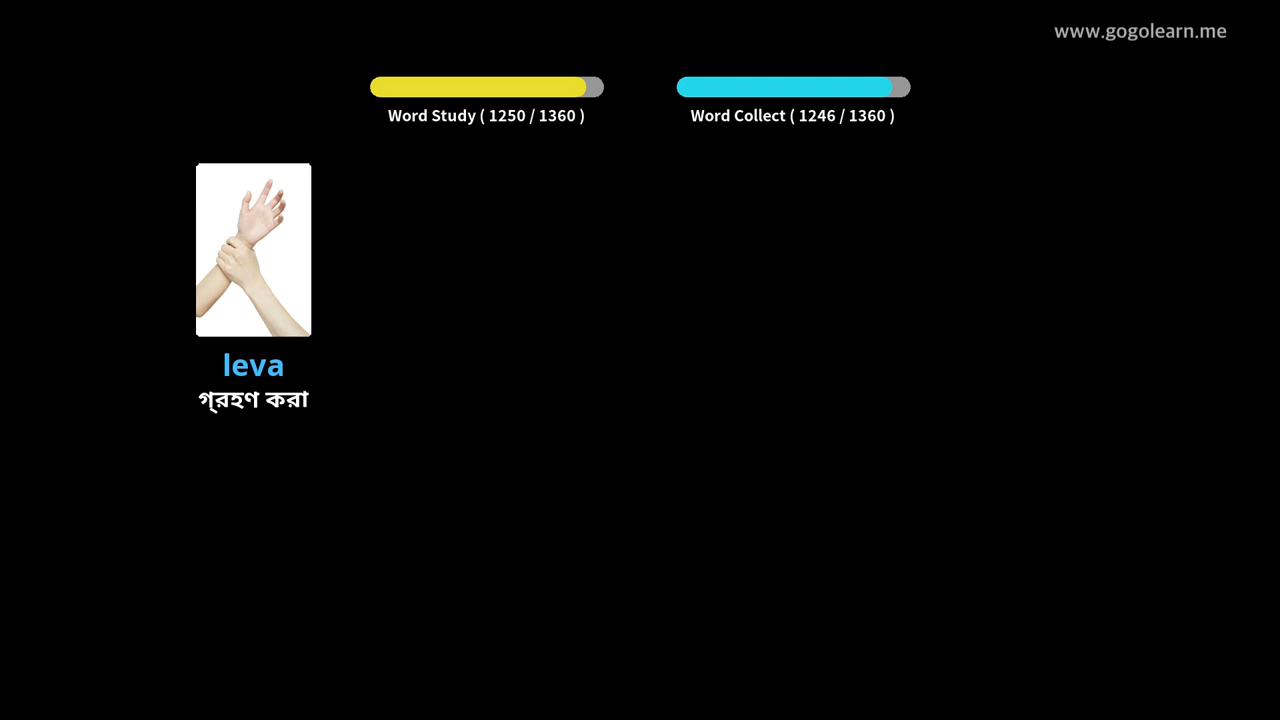 www.gogolearn.me
Word Study ( 1250 / 1360 )
Word Collect ( 1246 / 1360 )
leva
গ্রহণ করা